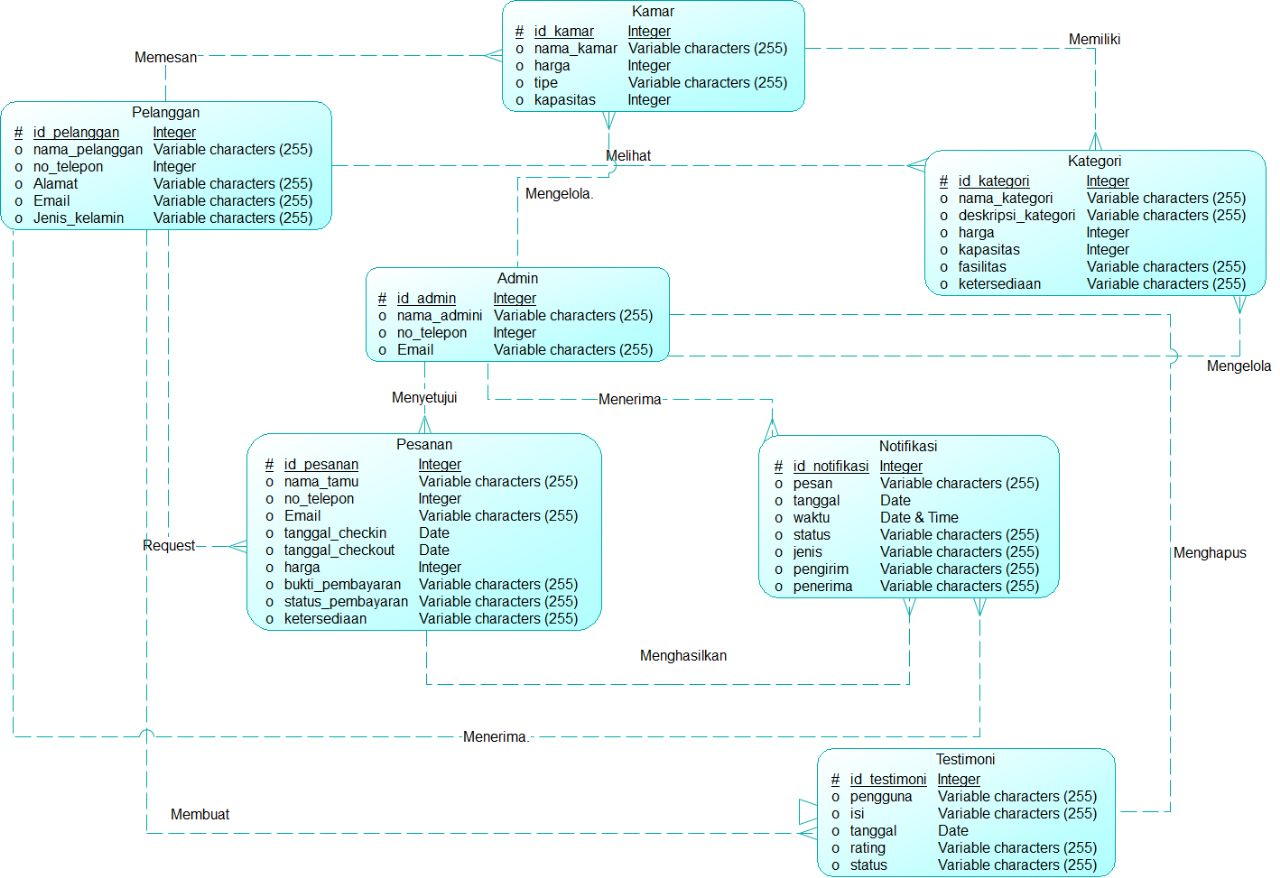 Kamar
# id_kamar Integer
o nama_kamar Variable characters (255)
o harga Integer
o tipe Variable characters (255)
o kapasitas Integer
Memesan
Memiliki
Pelanggan
# id_pelanggan Integer
o nama_pelanggan Variable characters (255)
o no_telepon Integer
o Alamat Variable characters (255)
o Email Variable characters (255)
o Jenis_kelamin Variable characters (255)
Melihat
Mengelola.
Kategori
# id_kategori Integer
o nama_kategori Variable characters (255)
o deskripsi_kategori Variable characters (255)
o harga Integer
o kapasitas Integer
o fasilitas Variable characters (255)
o ketersediaan Variable characters (255)
Admin
# id_admin Integer
o nama_admini Variable characters (255)
o no_telepon Integer
o Email Variable characters (255)
Mengelola
Menyetujui
Menerima
Pesanan
# id_pesanan Integer
o nama_tamu Variable characters (255)
o no_telepon Integer
o Email Variable characters (255)
o tanggal_checkin Date
o tanggal_checkout Date
o harga Integer
o bukti_pembayaran Variable characters (255)
o status_pembayaran Variable characters (255)
o ketersediaan Variable characters (255)
Request
Notifikasi
# id_notifikasi Integer
o pesan Variable characters (255)
o tanggal Date
o waktu Date & Time
o status Variable characters (255)
o jenis Variable characters (255)
o pengirim Variable characters (255)
o penerima Variable characters (255)
Menghapus
Menghasilkan
Menerima.
Membuat
Testimoni
# id_testimoni Integer
o pengguna Variable characters (255)
o isi Variable characters (255)
o tanggal Date
o rating Variable characters (255)
o status Variable characters (255)